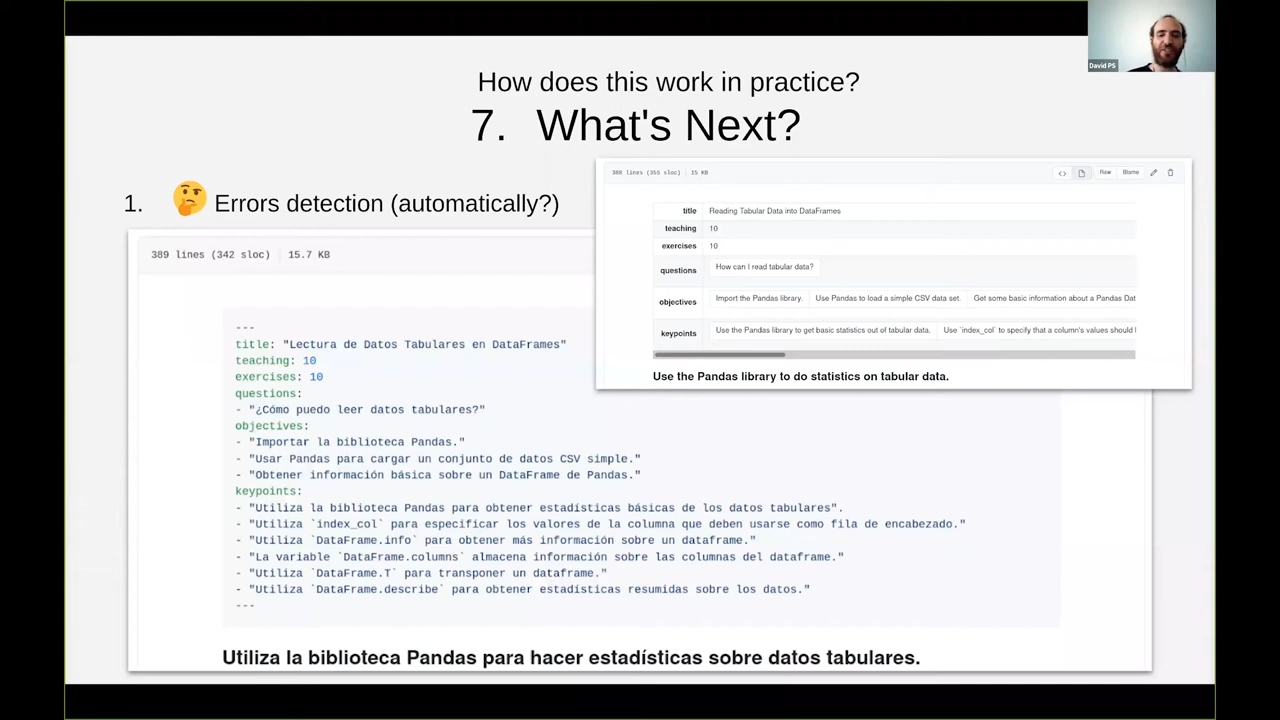 David PS
How does this work in practice?
7. What's Next?
1. 🤔 Errors detection (automatically?)
388 lines (355 sloc) 15 KB
Raw Blame
title Reading Tabular Data into DataFrames
teaching 10
exercises 10
questions How can I read tabular data?
objectives Import the Pandas library. Use Pandas to load a simple CSV data set. Get some basic information about a Pandas Dat
keypoints Use the Pandas library to get basic statistics out of tabular data. Use `index_col` to specify that a column's values should
Use the Pandas library to do statistics on tabular data.
389 lines (342 sloc) 15.7 KB
---
title: "Lectura de Datos Tabulares en DataFrames"
teaching: 10
exercises: 10
questions:
- "¿Cómo puedo leer datos tabulares?"
objectives:
- "Importar la biblioteca Pandas."
- "Usar Pandas para cargar un conjunto de datos CSV simple."
- "Obtener información básica sobre un DataFrame de Pandas."
keypoints:
- "Utiliza la biblioteca Pandas para obtener estadísticas básicas de los datos tabulares".
- "Utiliza `index_col` para especificar los valores de la columna que deben usarse como fila de encabezado."
- "Utiliza `DataFrame.info` para obtener más información sobre un dataframe."
- "La variable `DataFrame.columns` almacena información sobre las columnas del dataframe."
- "Utiliza `DataFrame.T` para transponer un dataframe."
- "Utiliza `DataFrame.describe` para obtener estadísticas resumidas sobre los datos."
---
Utiliza la biblioteca Pandas para hacer estadísticas sobre datos tabulares.